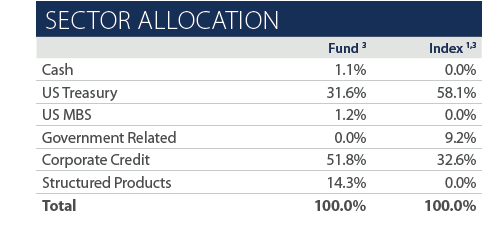 SECTOR ALLOCATION
Fund 3 Index 1,3
Cash 1.1% 0.0%
US Treasury 31.6% 58.1%
US MBS 1.2% 0.0%
Government Related 0.0% 9.2%
Corporate Credit 51.8% 32.6%
Structured Products 14.3% 0.0%
Total 100.0% 100.0%